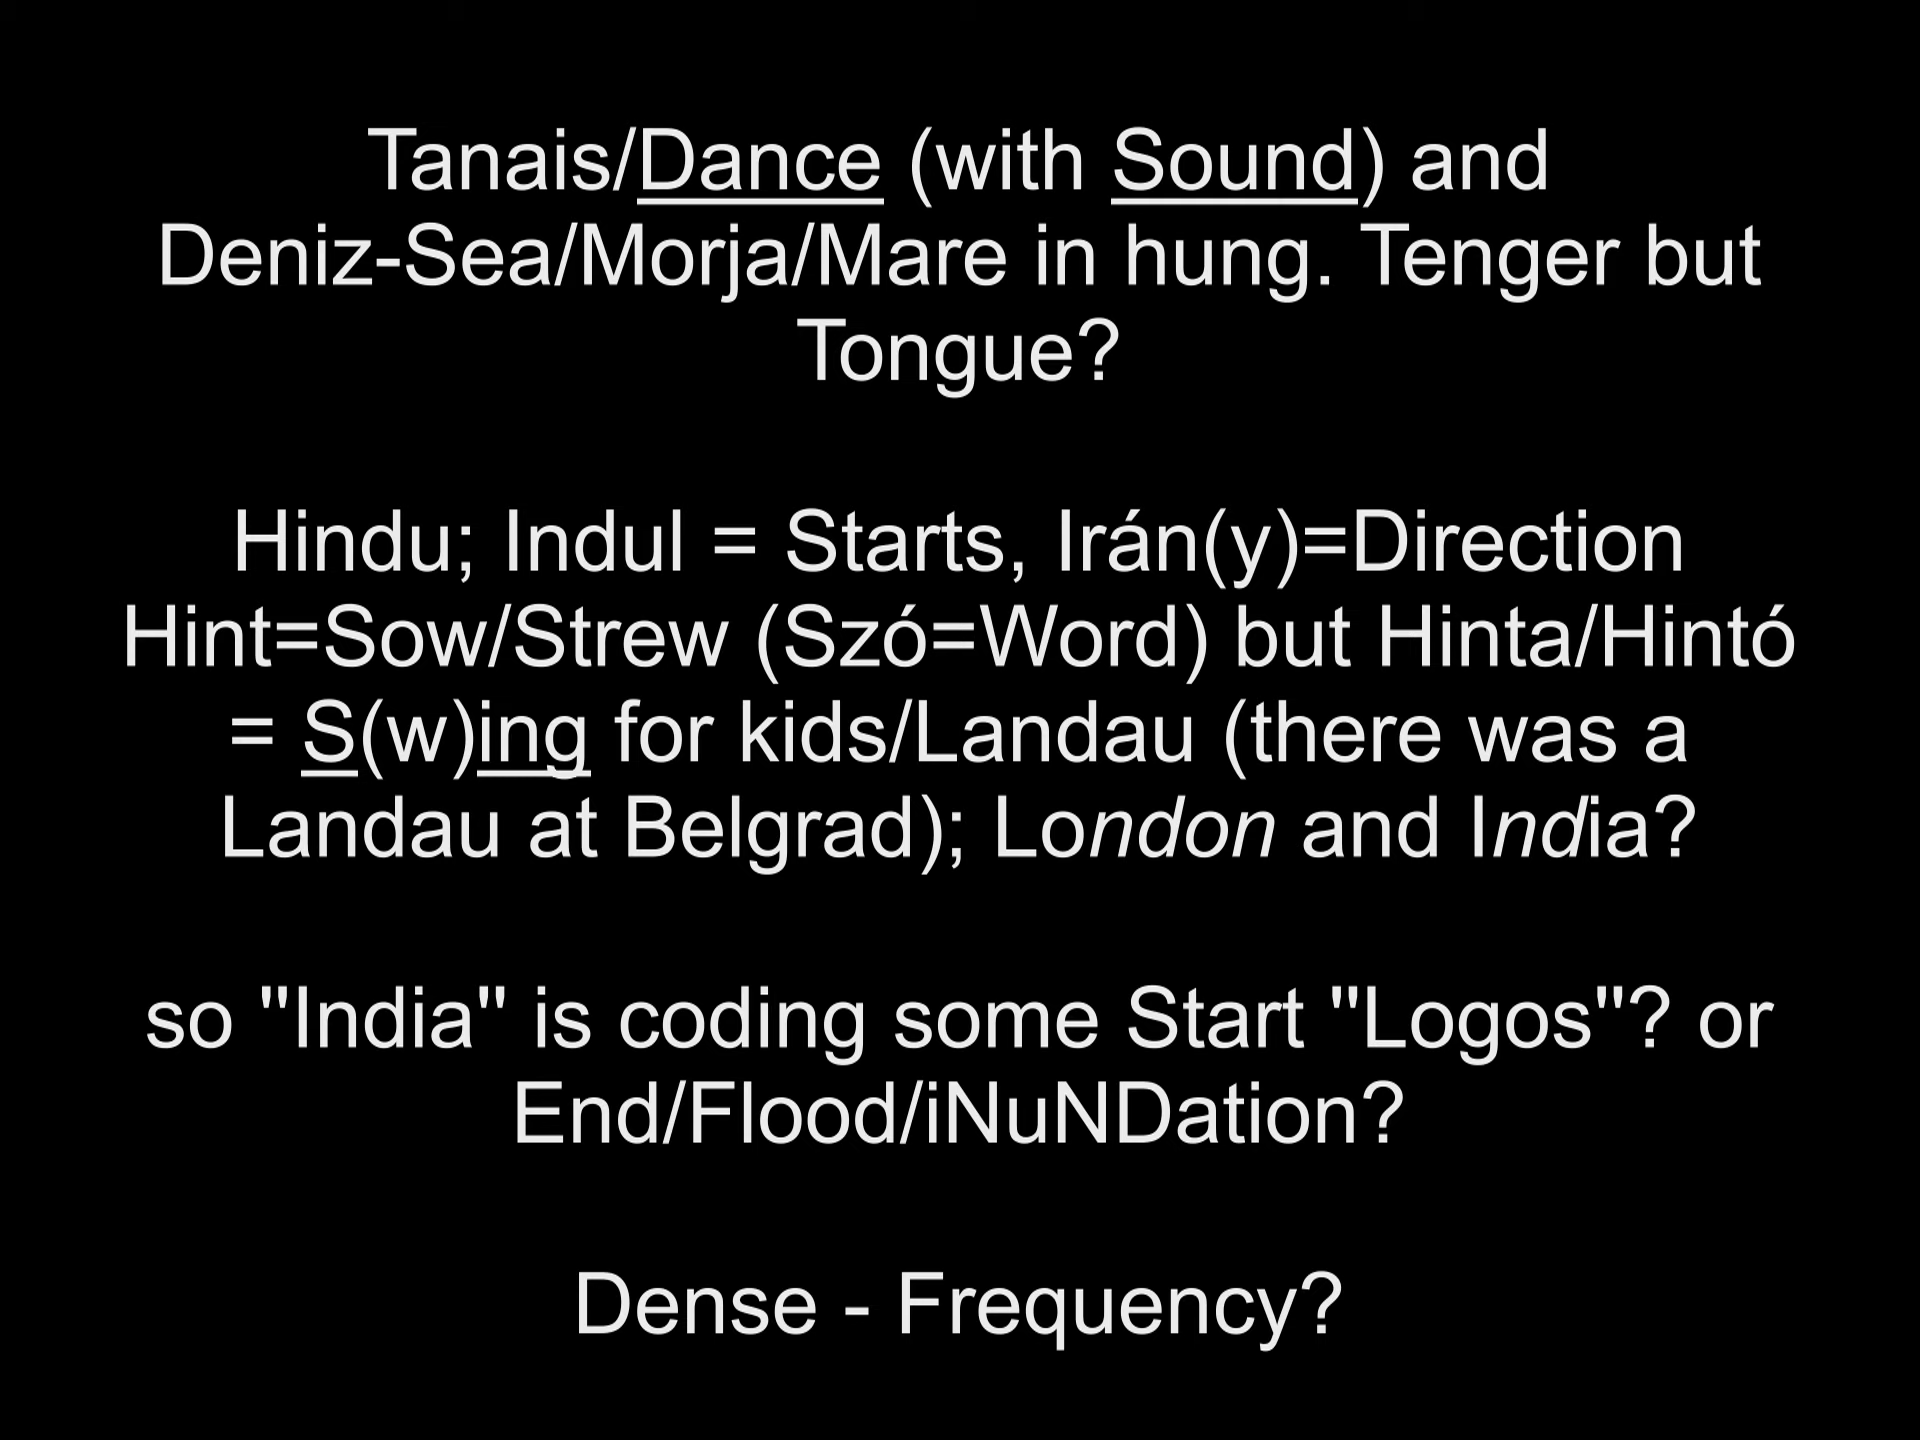 Tanais/Dance (with Sound) and
Deniz-Sea/Morja/Mare in hung. Tenger but
Tongue?
Hindu; Indul = Starts, Irán(y)=Direction
Hint=Sow/Strew (Szó=Word) but Hinta/Hintó
= S(w)ing for kids/Landau (there was a
Landau at Belgrad); London and India?
so "India" is coding some Start "Logos"? or
End/Flood/iNuNDation?
Dense - Frequency?